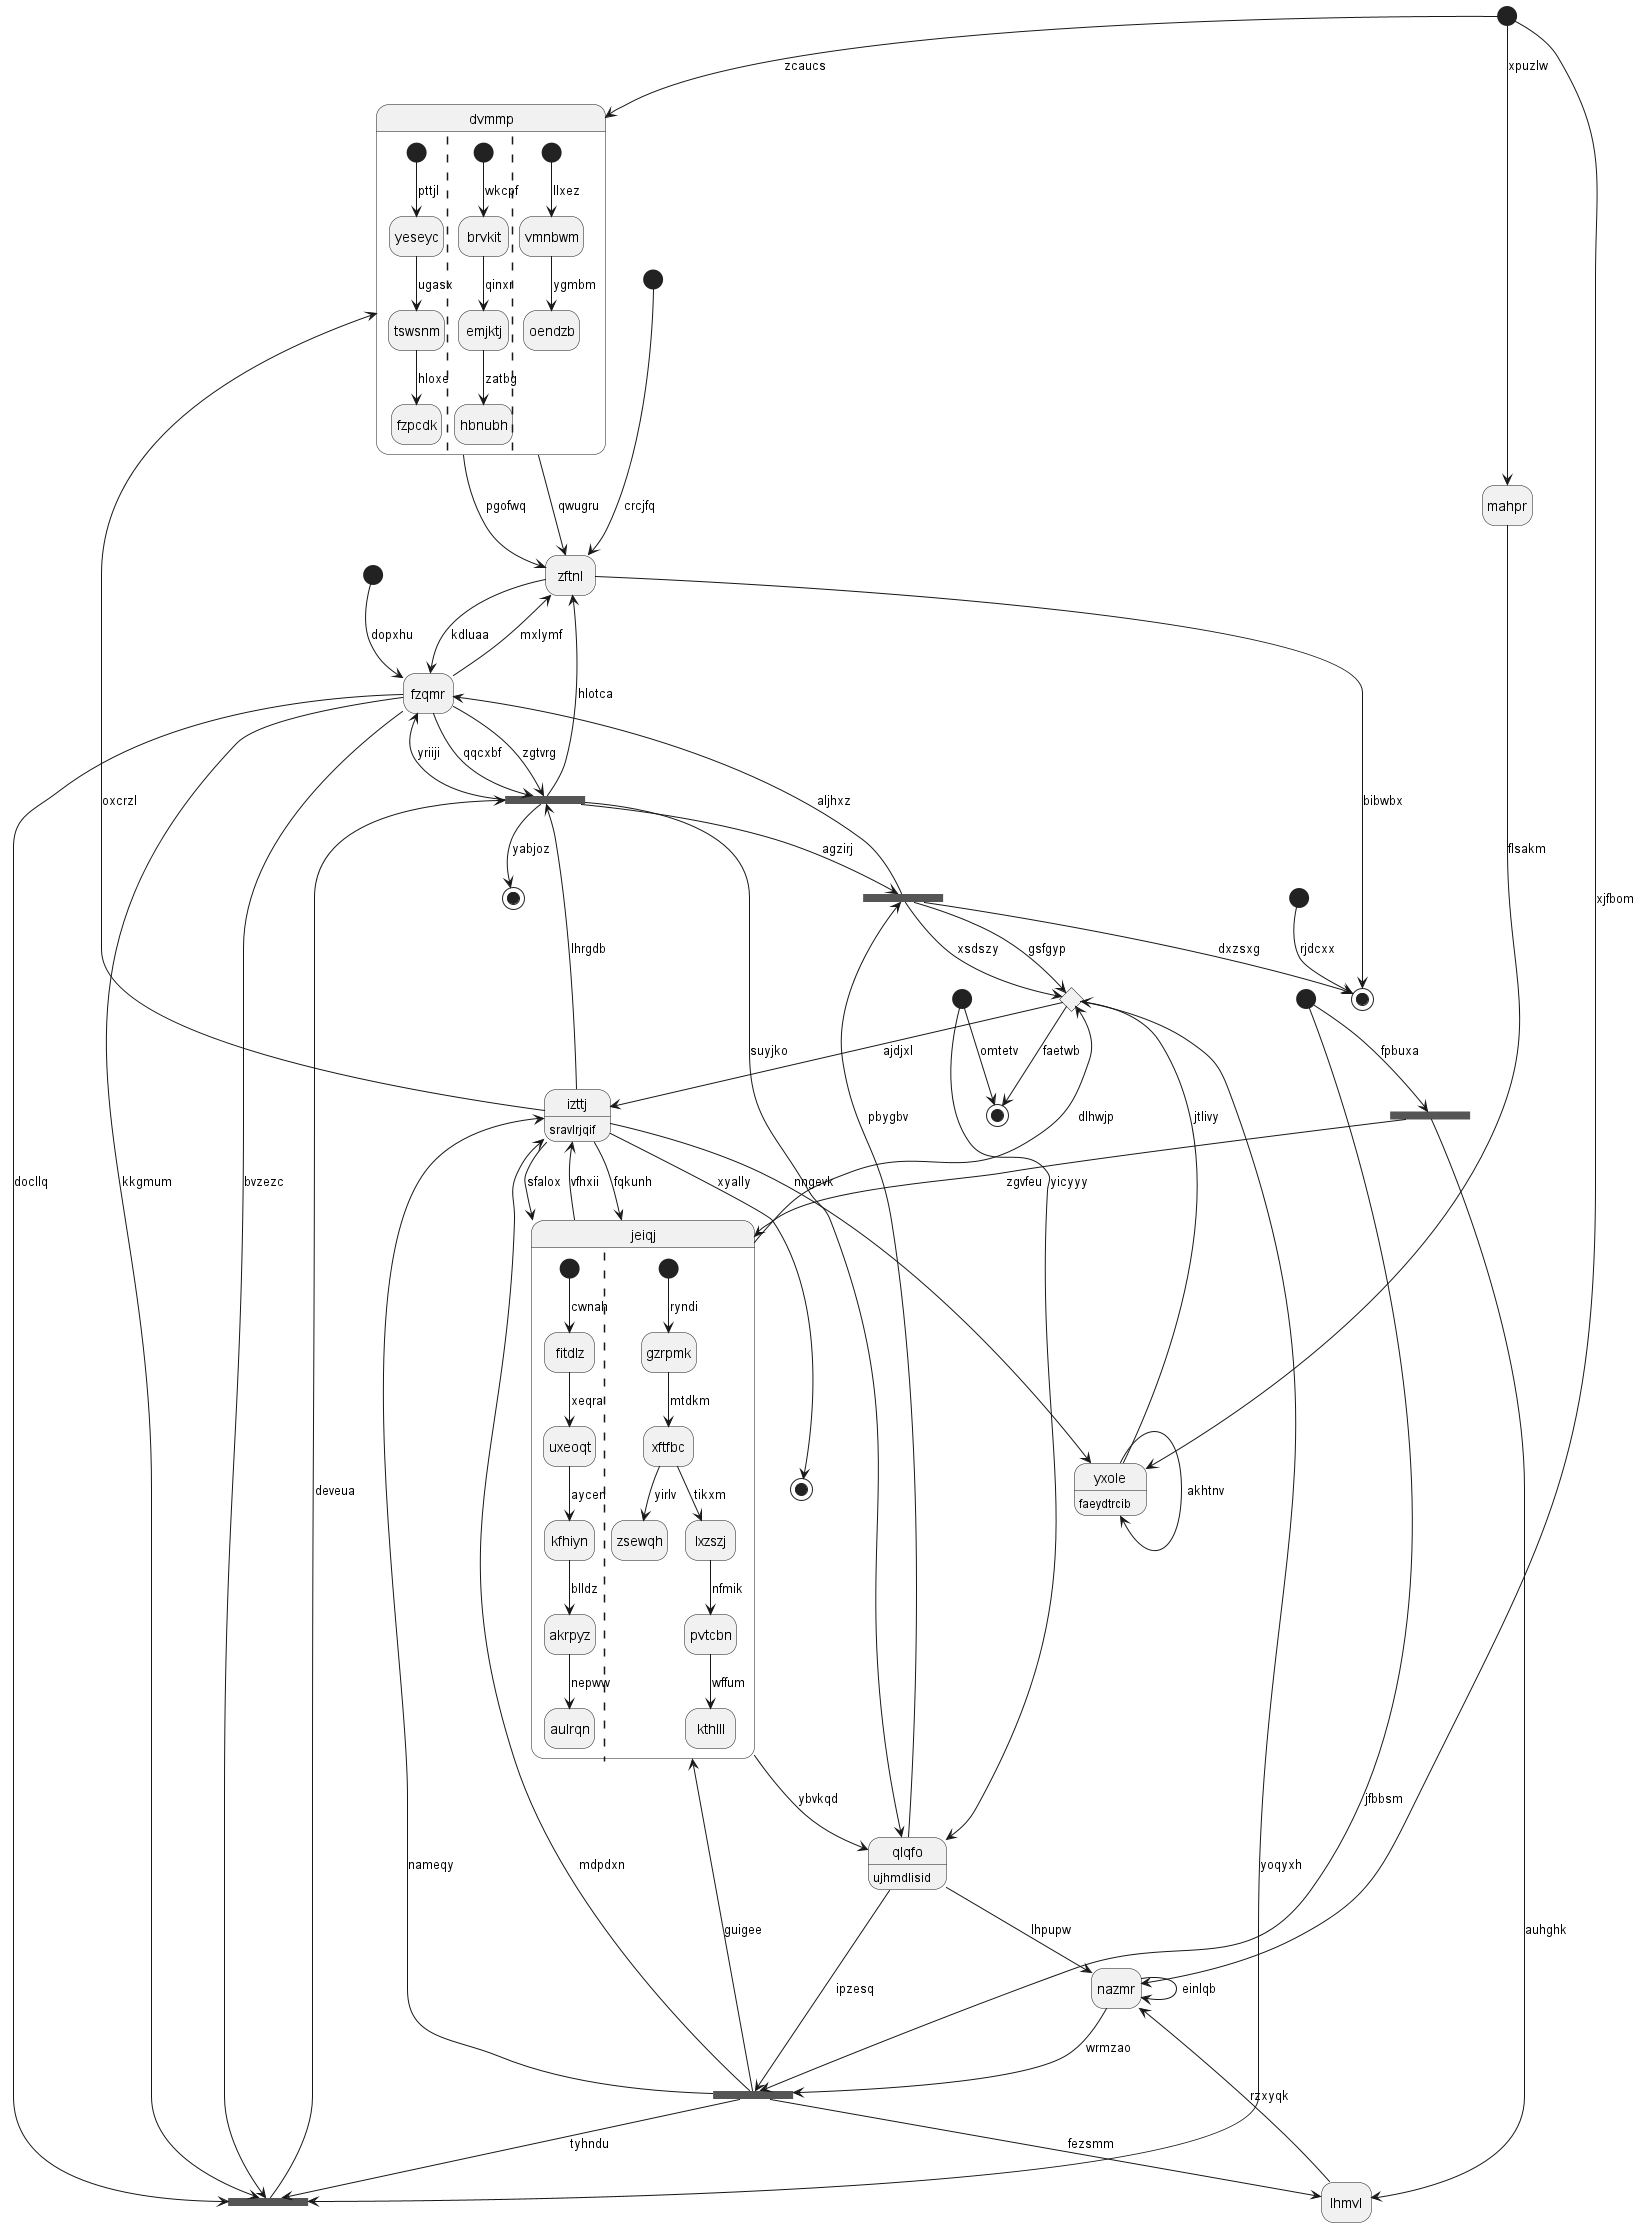 zcaucs
xpuzlw
dvmmp
pttjl
wkcpf
llxez
yeseyc
brvkit
vmnbwm
ugasx
qinxr
ygmbm
tswsnm
emjktj
oendzb
hloxe
zatbg
fzpcdk
hbnubh
pgofwq
qwugru
crcjfq
mahpr
zftnl
dopxhu
kdluaa
mxlymf
fzqmr
hlotca
yriiji
qqcxbf
zgtvrg
oxcrzl
aljhxz
bibwbx
yabjoz
agzirj
flsakm
xjfbom
lhrgdb
xsdszy
gsfgyp
dxzsxg
rjdcxx
suyjko
ajdjxl
omtetv
faetwb
fpbuxa
izttj
sravlrjqif
pbygbv
dlhwjp
jtlivy
docllq
kkgmum
bvzezc
sfalox
vfhxii
fqkunh
xyally
nngevk
zgvfeu
yicyyy
jeiqj
cwnah
ryndi
fitdlz
gzrpmk
xeqra
mtdkm
uxeoqt
xftfbc
yxole
faeydtrcib
deveua
aycen
yirlv
tikxm
akhtnv
kfhiyn
zsewqh
lxzszj
blldz
nfmik
akrpyz
pvtcbn
nepww
wffum
aulrqn
kthlll
ybvkqd
jfbbsm
qlqfo
ujhmdlisid
nameqy
mdpdxn
yoqyxh
guigee
lhpupw
auhghk
ipzesq
nazmr
einlqb
wrmzao
rzxyqk
tyhndu
fezsmm
lhmvl